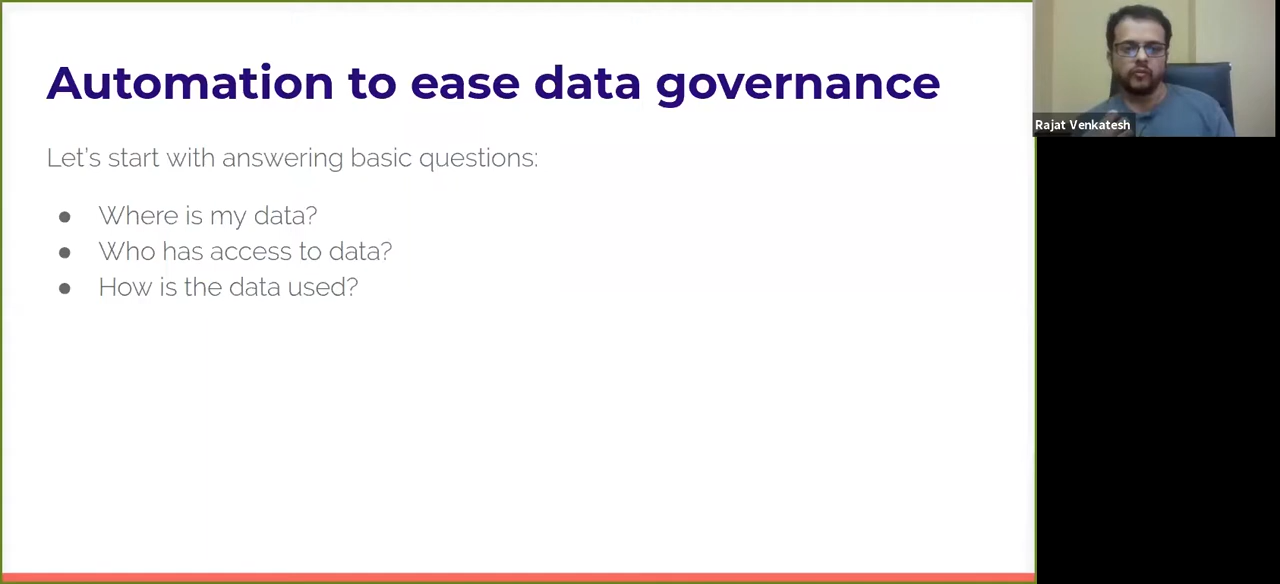 Automation to ease data governance
Let's start with answering basic questions:
● Where is my data?
● Who has access to data?
● How is the data used?
Rajat Venkatesh